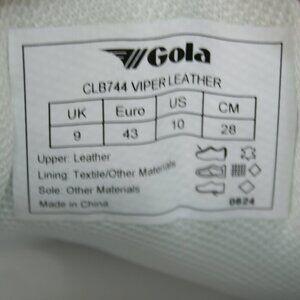 Gola
CLB744 VIPER LEATHER
UK Euro US CM
9 43 10 28
Upper: Leather
Lining: Textile/Other Materials
Sole: Other Materials
Made in China
0624